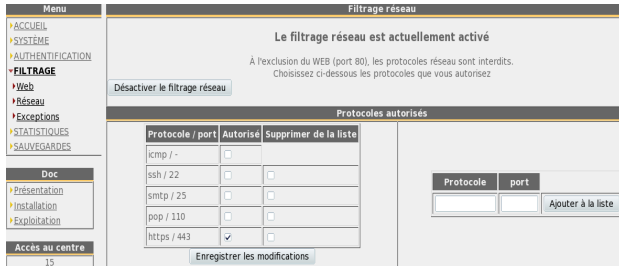 Menu
ACCUEIL
SYSTÈME
AUTHENTIFICATION
FILTRAGE
Web
Réseau
Exceptions
STATISTIQUES
SAUVEGARDES
Doc
Présentation
Installation
Exploitation
Accès au centre
15
Filtrage réseau
Le filtrage réseau est actuellement activé
À l'exclusion du WEB (port 80), les protocoles réseau sont interdits.
Choisissez ci-dessous les protocoles que vous autorisez
Désactiver le filtrage réseau
Protocoles autorisés
Protocole / port Autorisé Supprimer de la liste
icmp / -
ssh / 22
smtp / 25
pop / 110
https / 443
Enregistrer les modifications
Protocole port
Ajouter à la liste